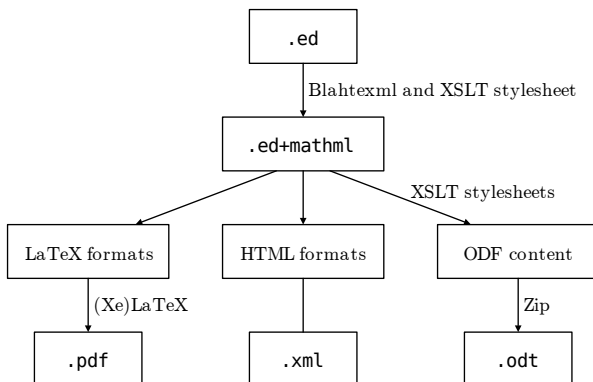 .ed
Blahtexml and XSLT stylesheet
.ed+mathml
XSLT stylesheets
LaTeX formats
HTML formats
ODF content
(Xe)LaTeX
Zip
.pdf
.xml
.odt